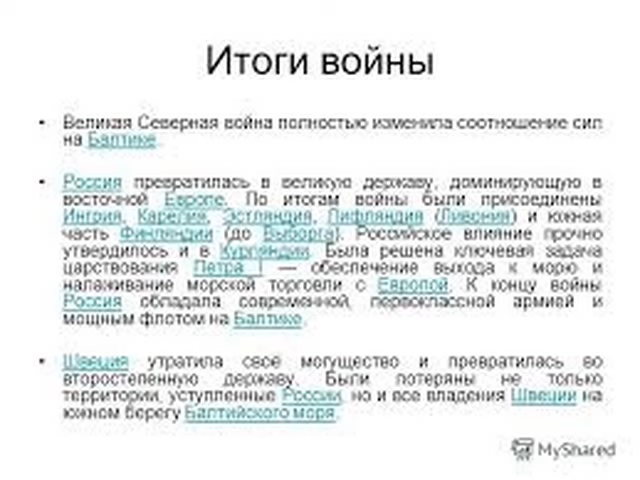 Итоги войны
• Великая Северная война полностью изменила соотношение сил
на Балтике.
• Россия превратилась в великую державу, доминирующую в
восточной Европе. По итогам войны были присоединены
Ингрия, Карелия, Эстляндия, Лифляндия (Ливония) и южная
часть Финляндии (до Выборга). Российское влияние прочно
утвердилось и в Курляндии. Была решена ключевая задача
царствования Петра I — обеспечение выхода к морю и
налаживание морской торговли с Европой. К концу войны
Россия обладала современной, первоклассной армией и
мощным флотом на Балтике.
• Швеция утратила своё могущество и превратилась во
второстепенную державу. Были потеряны не только
территории, уступленные России, но и все владения Швеции на
южном берегу Балтийского моря.
MyShared